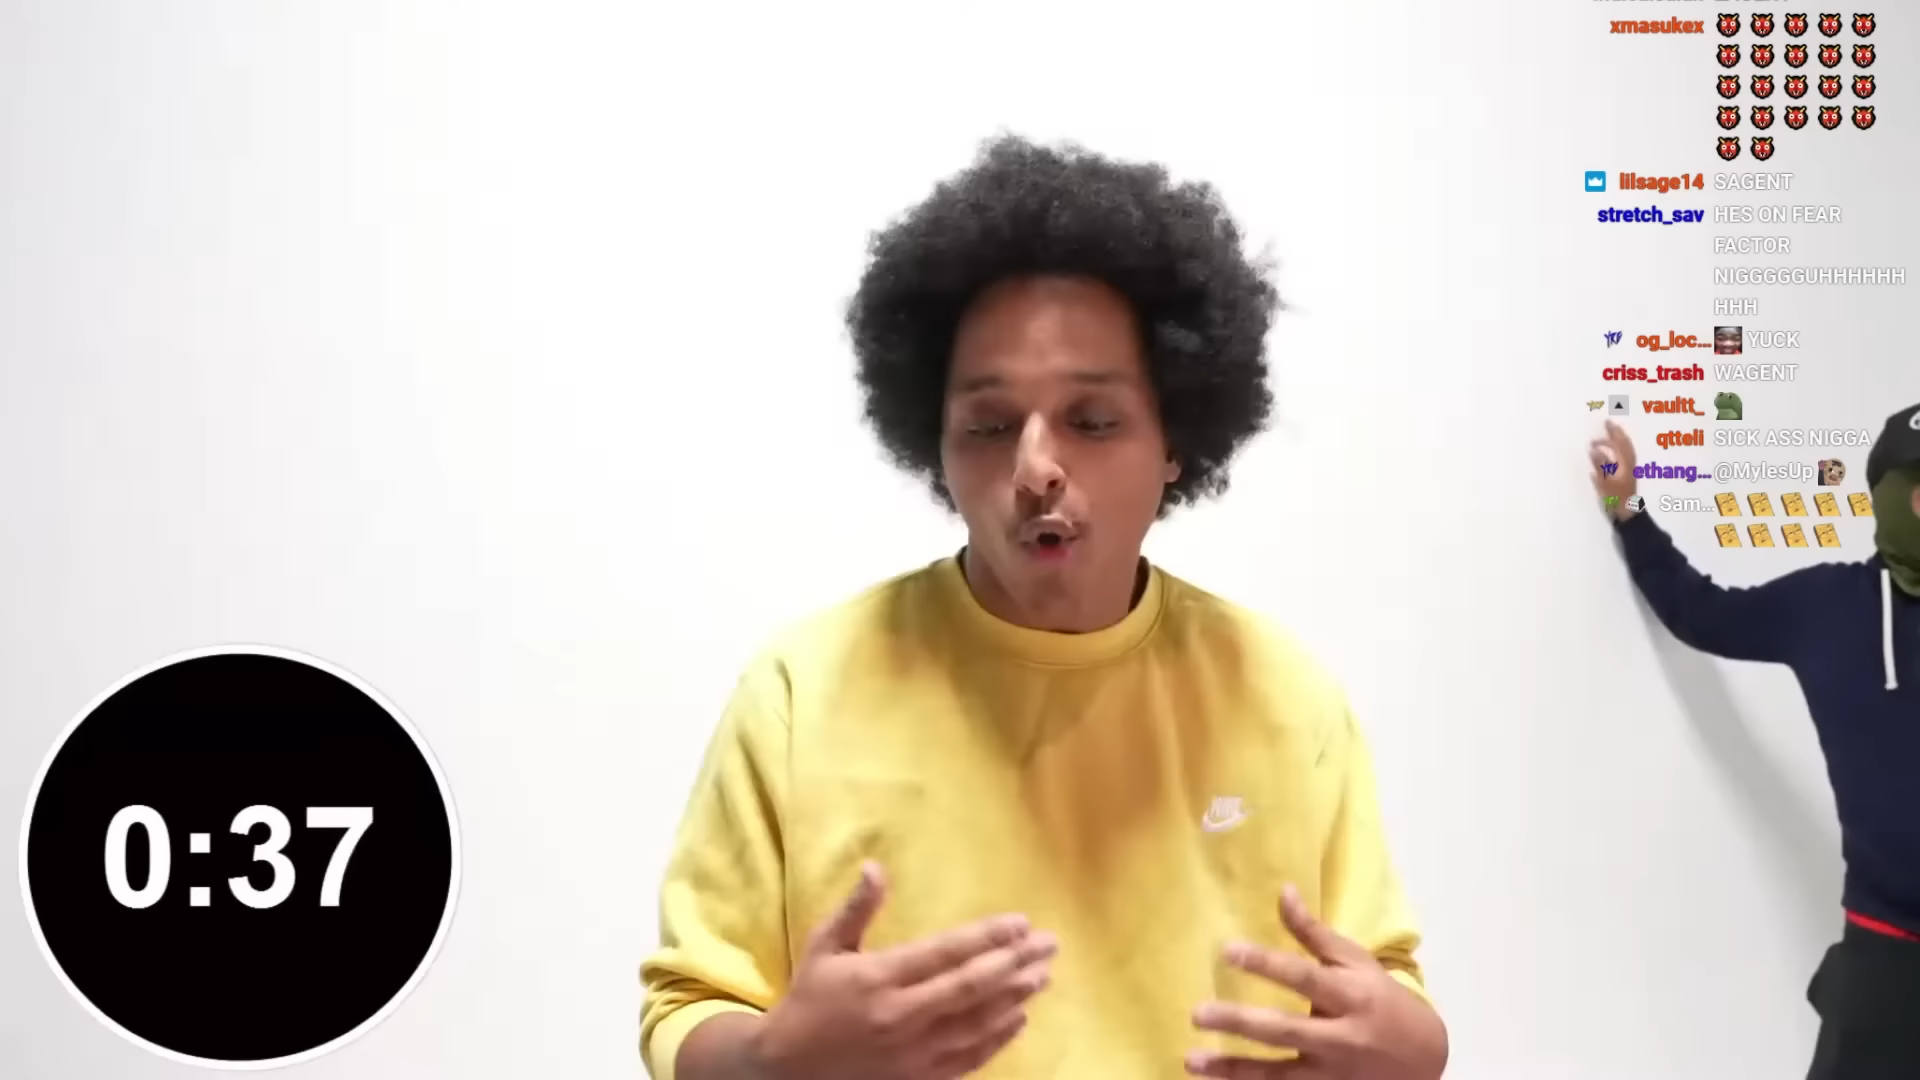 xmasukex
lilsage14 SAGENT
stretch_sav HES ON FEAR
FACTOR
NIGGGGGUHHHHHH
HHH
og_loc... YUCK
criss_trash WAGENT
vaultt_
qtteli SICK ASS NIGGA
ethang... @MylesUp
Sam...
NIKE
0:37